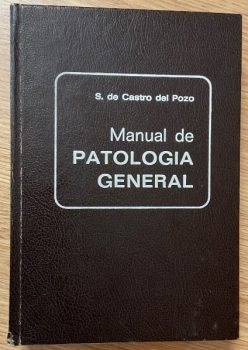 S. de Castro del Pozo
Manual de
PATOLOGIA
GENERAL